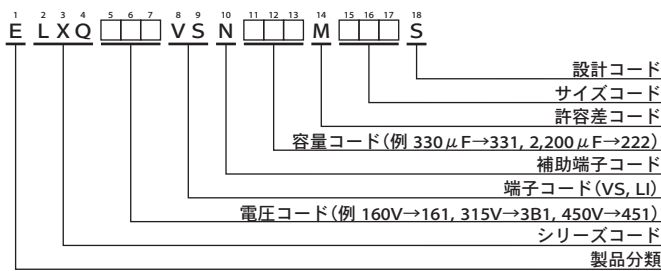 1 2 3 4 5 6 7 8 9 10 11 12 13 14 15 16 17 18
E LXQ □□□ VS N □□□ M □□□ S
設計コード
サイズコード
許容差コード
容量コード(例 330μF→331, 2,200μF→222)
補助端子コード
端子コード(VS, LI)
電圧コード(例 160V→161, 315V→3B1, 450V→451)
シリーズコード
製品分類